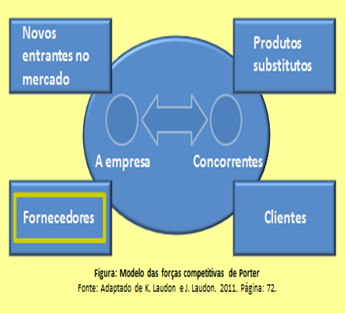 Novos
entrantes no
mercado
Produtos
substitutos
A empresa
Concorrentes
Fornecedores
Clientes
Figura: Modelo das forças competitivas de Porter
Fonte: Adaptado de K. Laudon e J. Laudon. 2011. Página: 72.